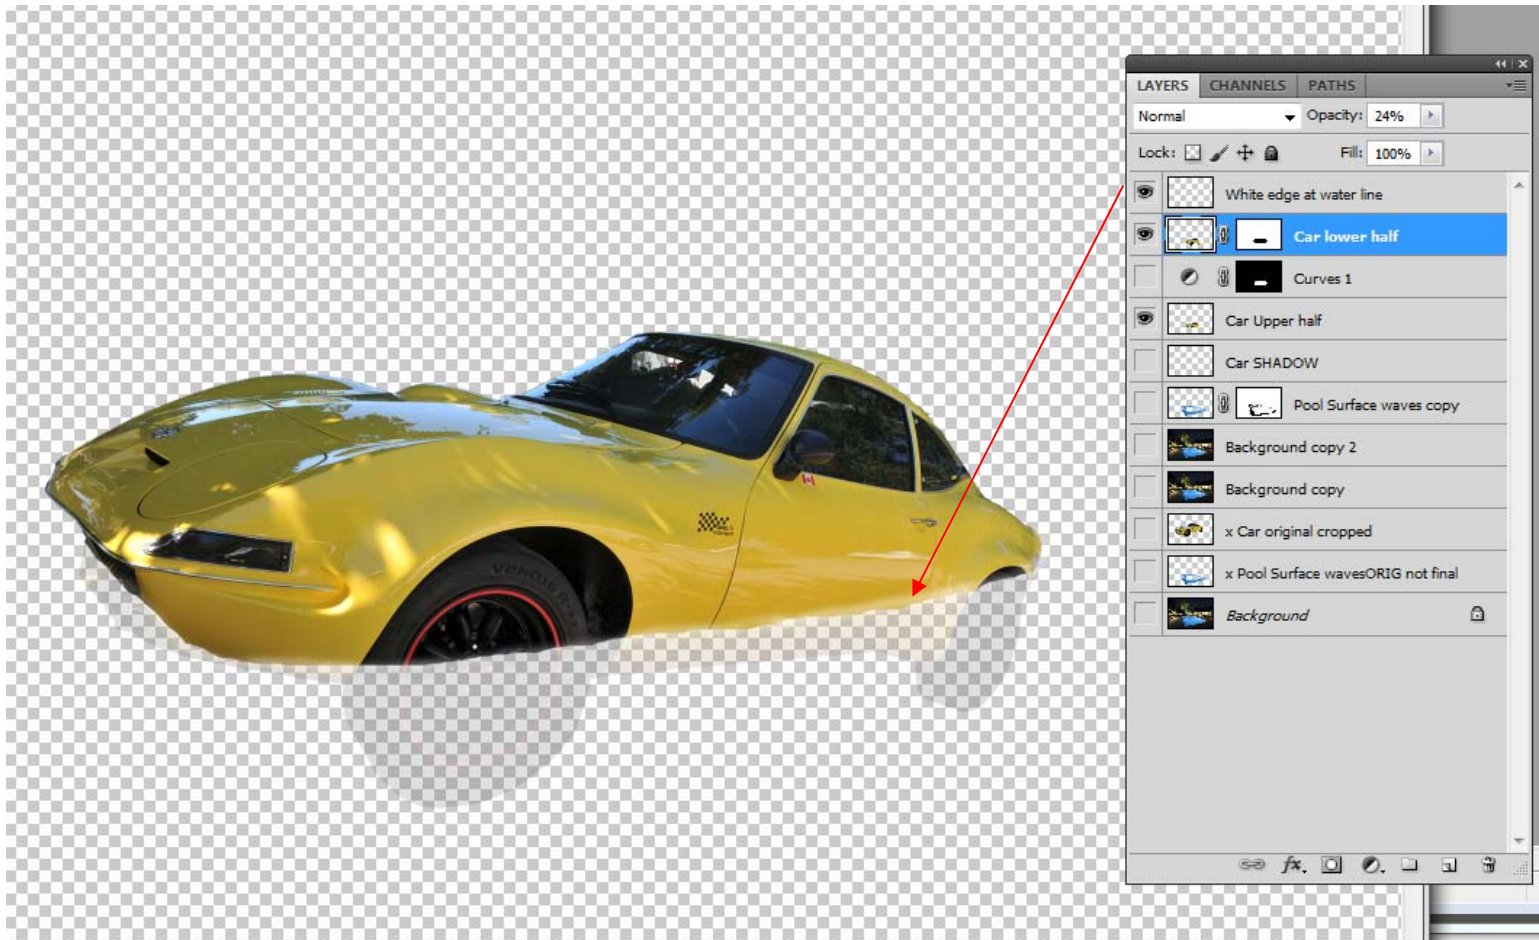 LAYERS CHANNELS PATHS
Normal Opacity: 24%
Lock: Fill: 100%
White edge at water line
Car lower half
Curves 1
Car Upper half
Car SHADOW
Pool Surface waves copy
Background copy 2
Background copy
x Car original cropped
x Pool Surface wavesORIG not final
Background
fx.
VENTUS R-S